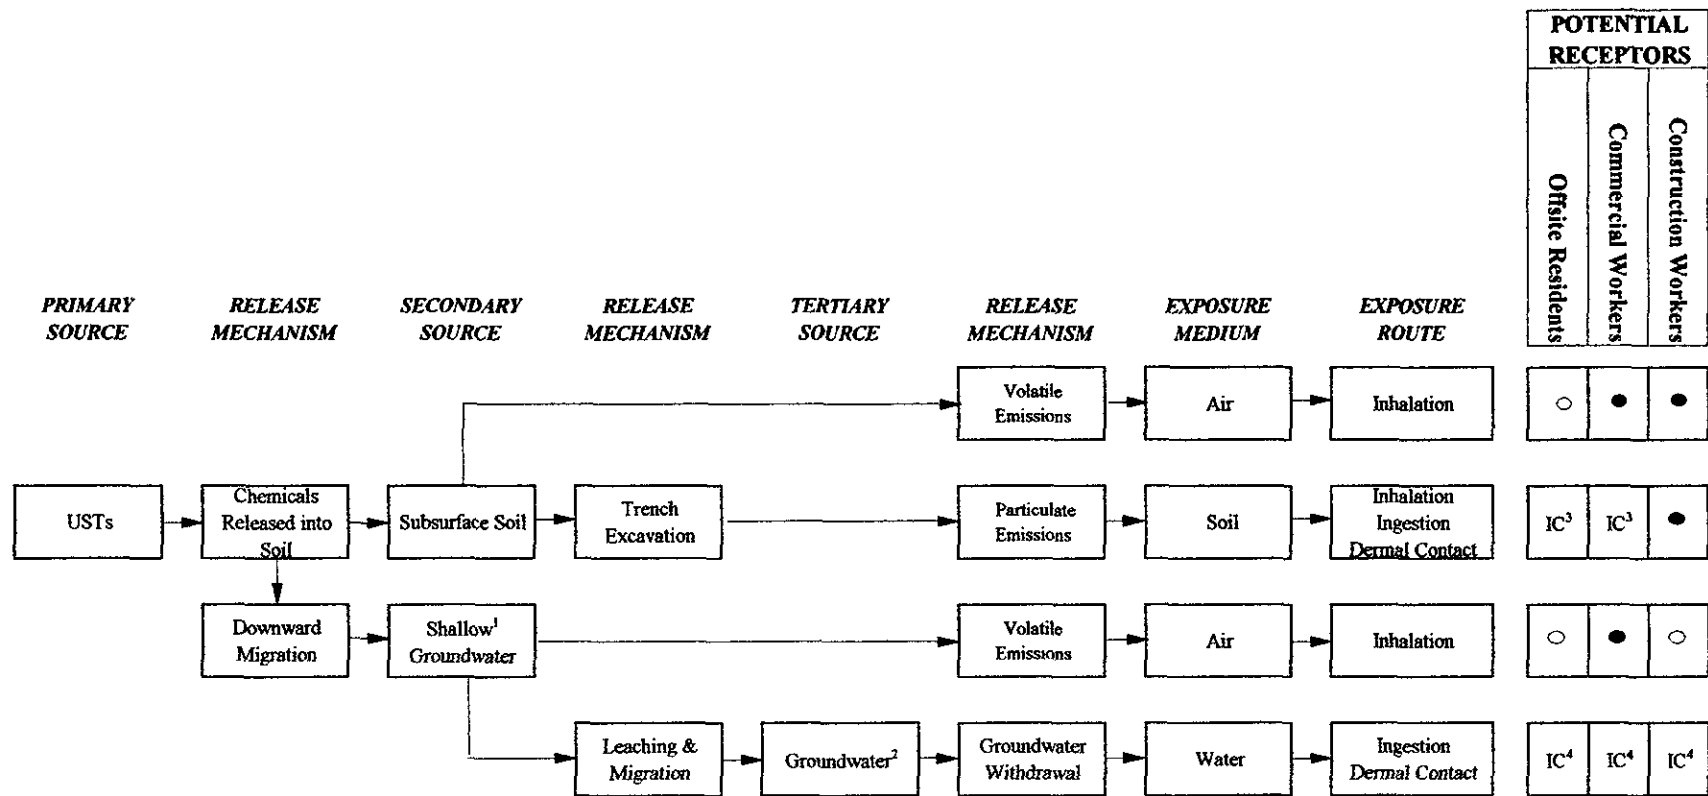 POTENTIAL
RECEPTORS
Offsite Residents
Commercial Workers
Construction Workers
PRIMARY
SOURCE
RELEASE
MECHANISM
SECONDARY
SOURCE
RELEASE
MECHANISM
TERTIARY
SOURCE
RELEASE
MECHANISM
EXPOSURE
MEDIUM
EXPOSURE
ROUTE
Volatile
Emissions
Air
Inhalation
USTs
Chemicals
Released into
Soil
Subsurface Soil
Trench
Excavation
Particulate
Emissions
Soil
Inhalation
Ingestion
Dermal Contact
IC³
IC³
Downward
Migration
Shallow¹
Groundwater
Volatile
Emissions
Air
Inhalation
Leaching &
Migration
Groundwater²
Groundwater
Withdrawal
Water
Ingestion
Dermal Contact
IC⁴
IC⁴
IC⁴